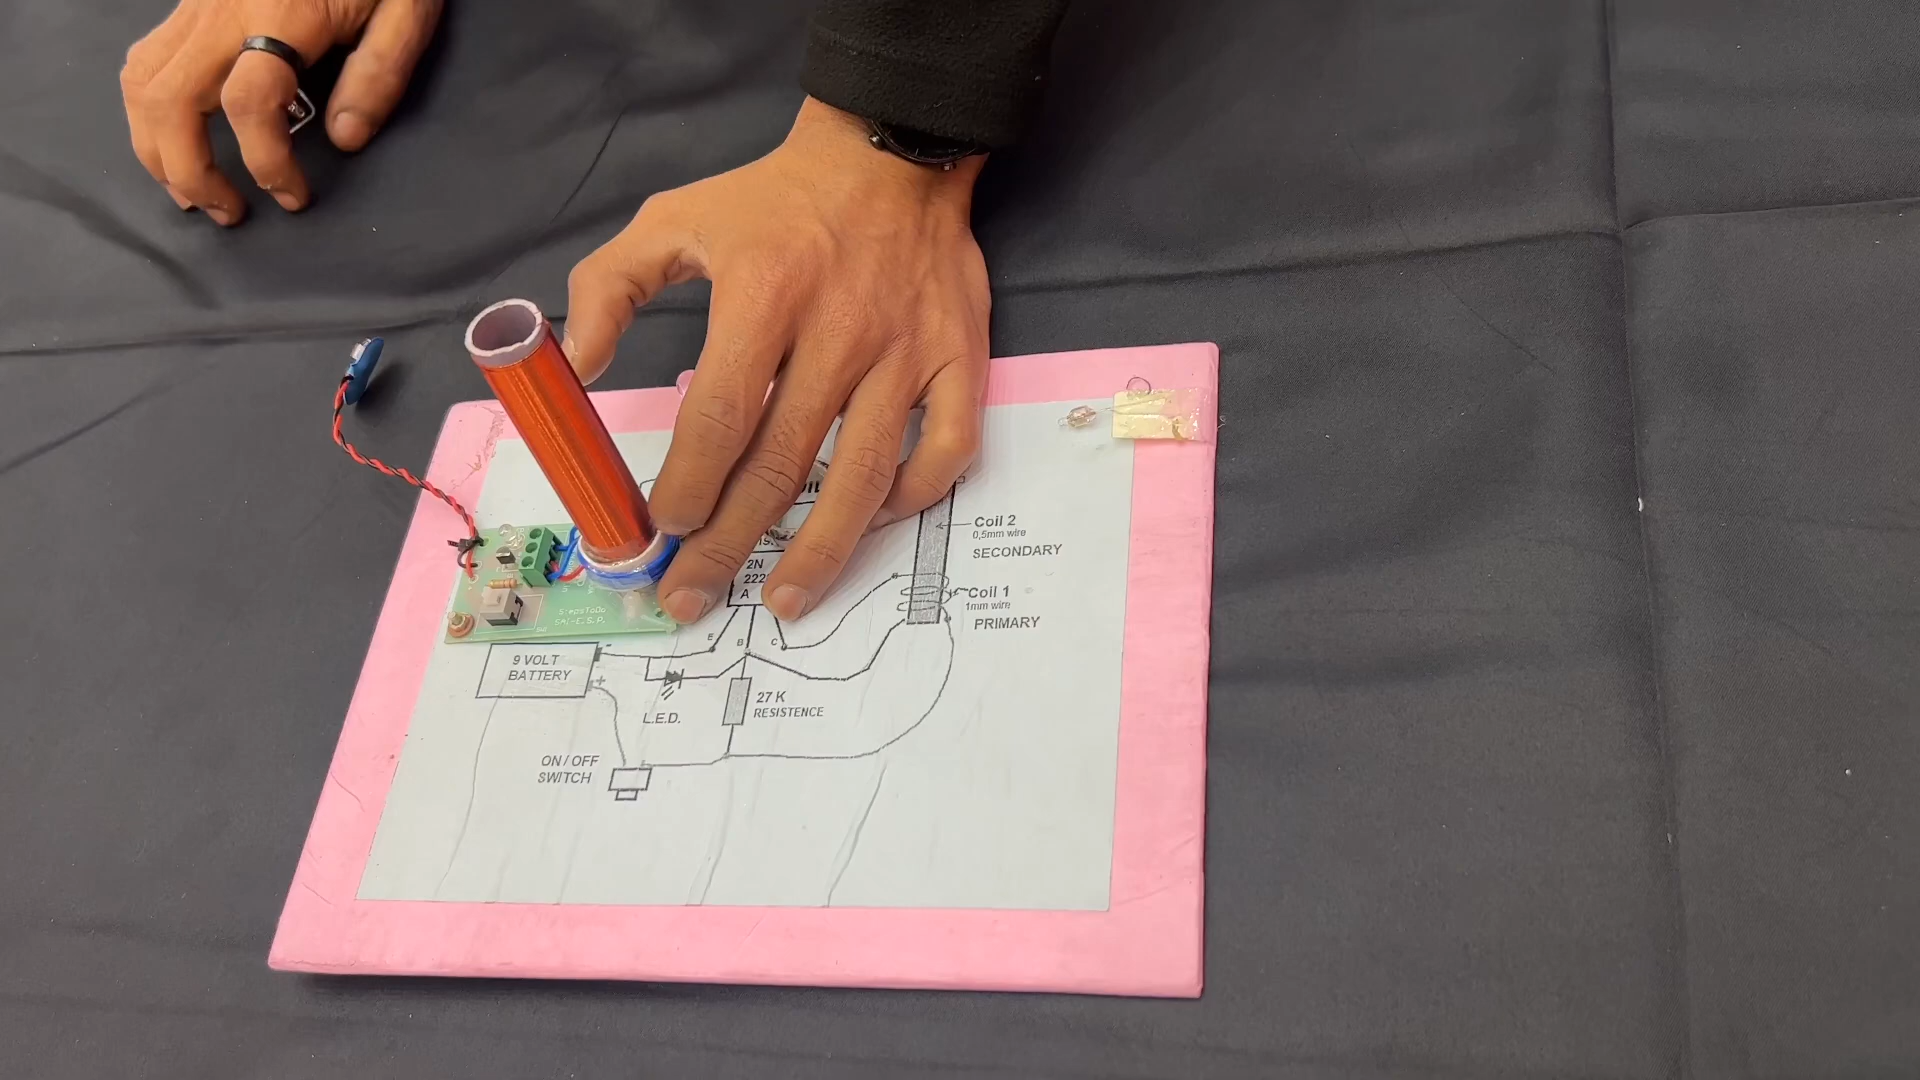 2N
222
A
E
B
C
Coil 2
0,5mm wire
SECONDARY
Coil 1
1mm wire
PRIMARY
StepsToDo
9 VOLT
BATTERY
-
+
L.E.D.
27 K
RESISTENCE
ON / OFF
SWITCH